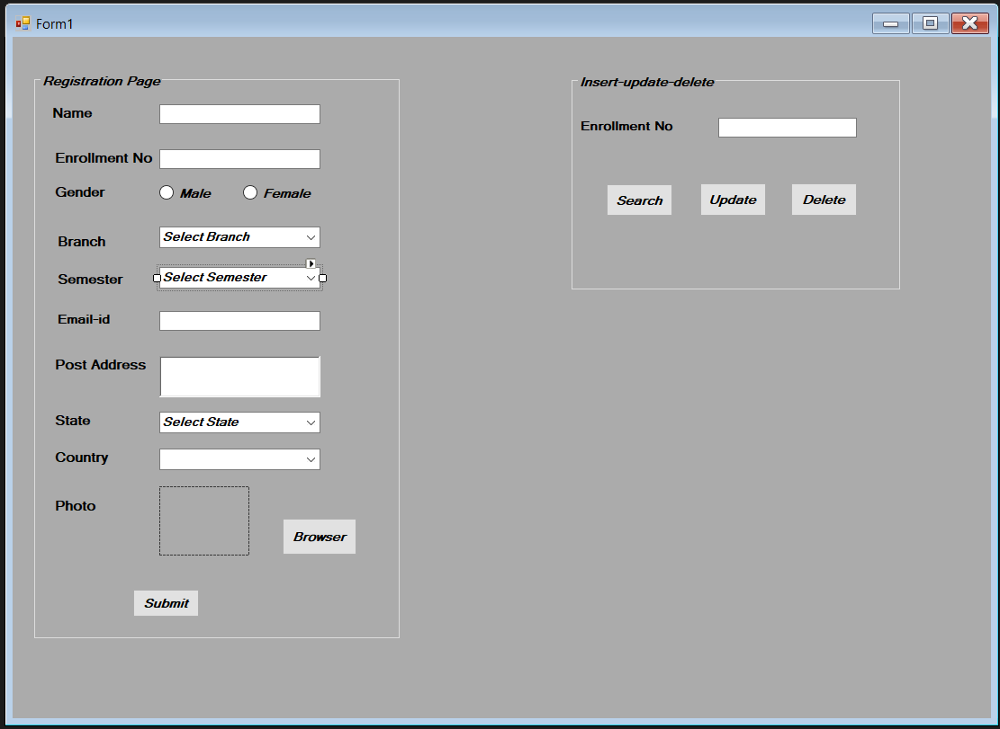 Form1
Registration Page
Name
Enrollment No
Gender Male Female
Branch Select Branch
Semester Select Semester
Email-id
Post Address
State Select State
Country
Photo
Browser
Submit
Insert-update-delete
Enrollment No
Search Update Delete